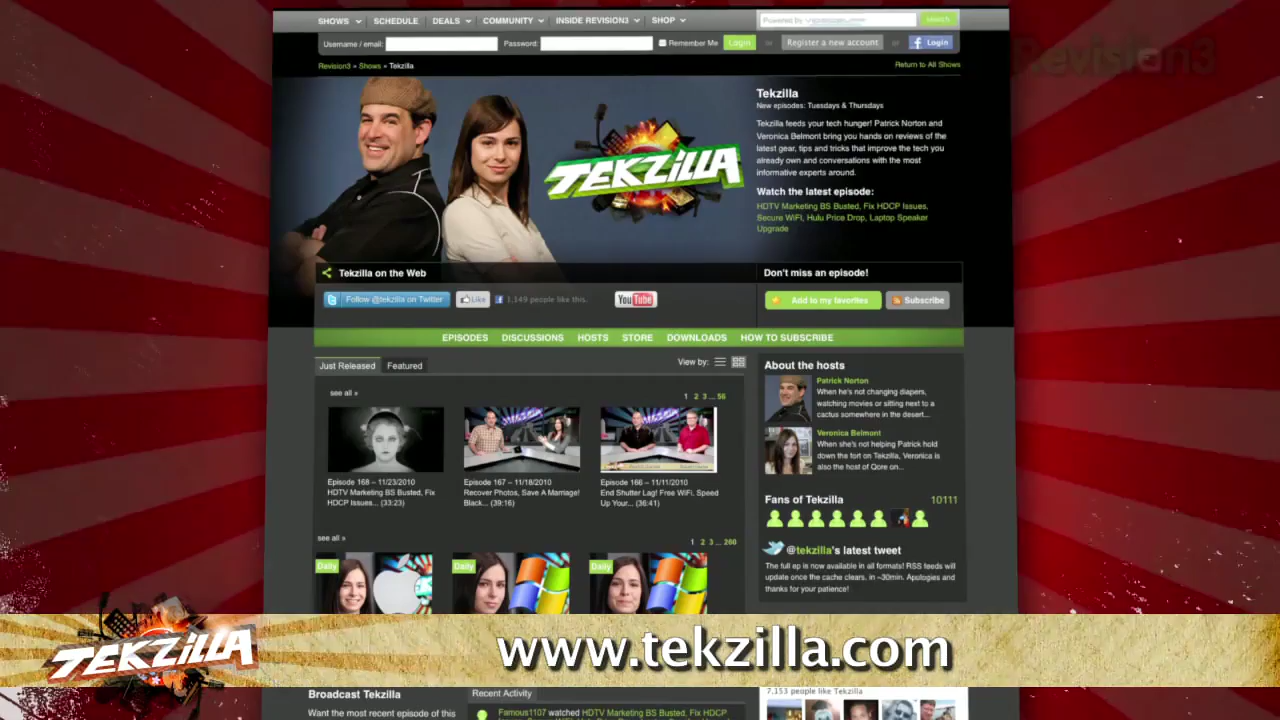 SHOWS SCHEDULE DEALS COMMUNITY INSIDE REVISION3 SHOP
Powered by
SEARCH
Username / email: Password: Remember Me Login or Register a new account or Login
Revision3
Revision3 » Shows » Tekzilla
Return to All Shows
Tekzilla
New episodes: Tuesdays & Thursdays
Tekzilla feeds your tech hunger! Patrick Norton and
Veronica Belmont bring you hands on reviews of the
latest gear, tips and tricks that improve the tech you
already own and conversations with the most
informative experts around.
TEKZILLA
Watch the latest episode:
HDTV Marketing BS Busted, Fix HDCP Issues,
Secure WiFI, Hulu Price Drop, Laptop Speaker
Upgrade
Tekzilla on the Web
Don't miss an episode!
Follow @tekzilla on Twitter Like 1,149 people like this. YouTube
Add to my favorites Subscribe
EPISODES DISCUSSIONS HOSTS STORE DOWNLOADS HOW TO SUBSCRIBE
Just Released Featured
View by:
see all »
1 2 3 ... 56
Episode 168 – 11/23/2010
HDTV Marketing BS Busted, Fix
HDCP Issues... (33:23)
Episode 167 – 11/18/2010
Recover Photos, Save A Marriage!
Black... (39:16)
Episode 166 – 11/11/2010
End Shutter Lag! Free WiFi, Speed
Up Your... (36:41)
see all »
1 2 3 ... 200
Daily
Daily
Daily
About the hosts
Patrick Norton
When he's not changing diapers,
watching movies or sitting next to a
cactus somewhere in the desert...
Veronica Belmont
When she's not helping Patrick hold
down the fort on Tekzilla, Veronica is
also the host of Qore on...
Fans of Tekzilla 10111
@tekzilla's latest tweet
The full ep is now available in all formats! RSS feeds will
update once the cache clears, in ~30min. Apologies and
thanks for your patience!
TEKZILLA
www.tekzilla.com
Broadcast Tekzilla
Want the most recent episode of this
Recent Activity
Famous1107 watched HDTV Marketing BS Busted, Fix HDCP
7,153 people like Tekzilla